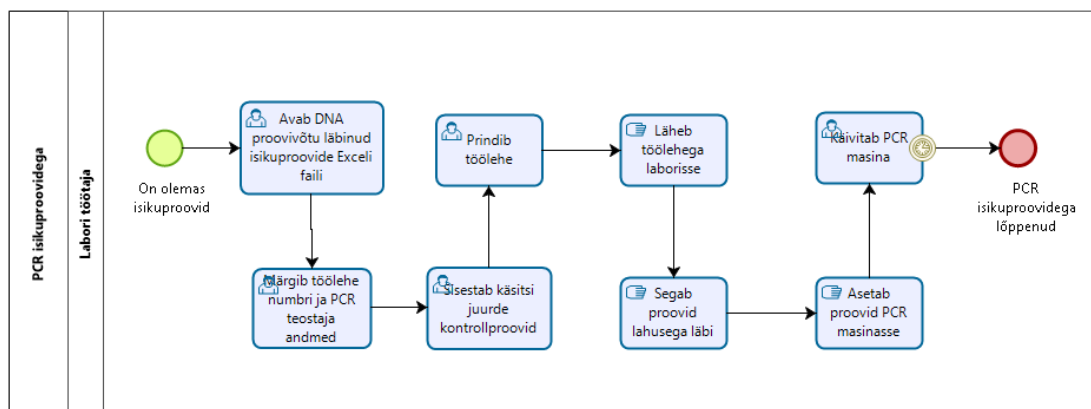 PCR isikuproovidega
Labori töötaja
On olemas
isikuproovid
Avab DNA
proovivõtu läbinud
isikuproovide Exceli
faili
Märgib töölehe
numbri ja PCR
teostaja
andmed
Sisestab käsitsi
juurde
kontrollproovid
Prindib
töölehe
Läheb
töölehega
laborisse
Segab
proovid
lahusega läbi
Asetab
proovid PCR
masinasse
Käivitab PCR
masina
PCR
isikuproovidega
lõppenud